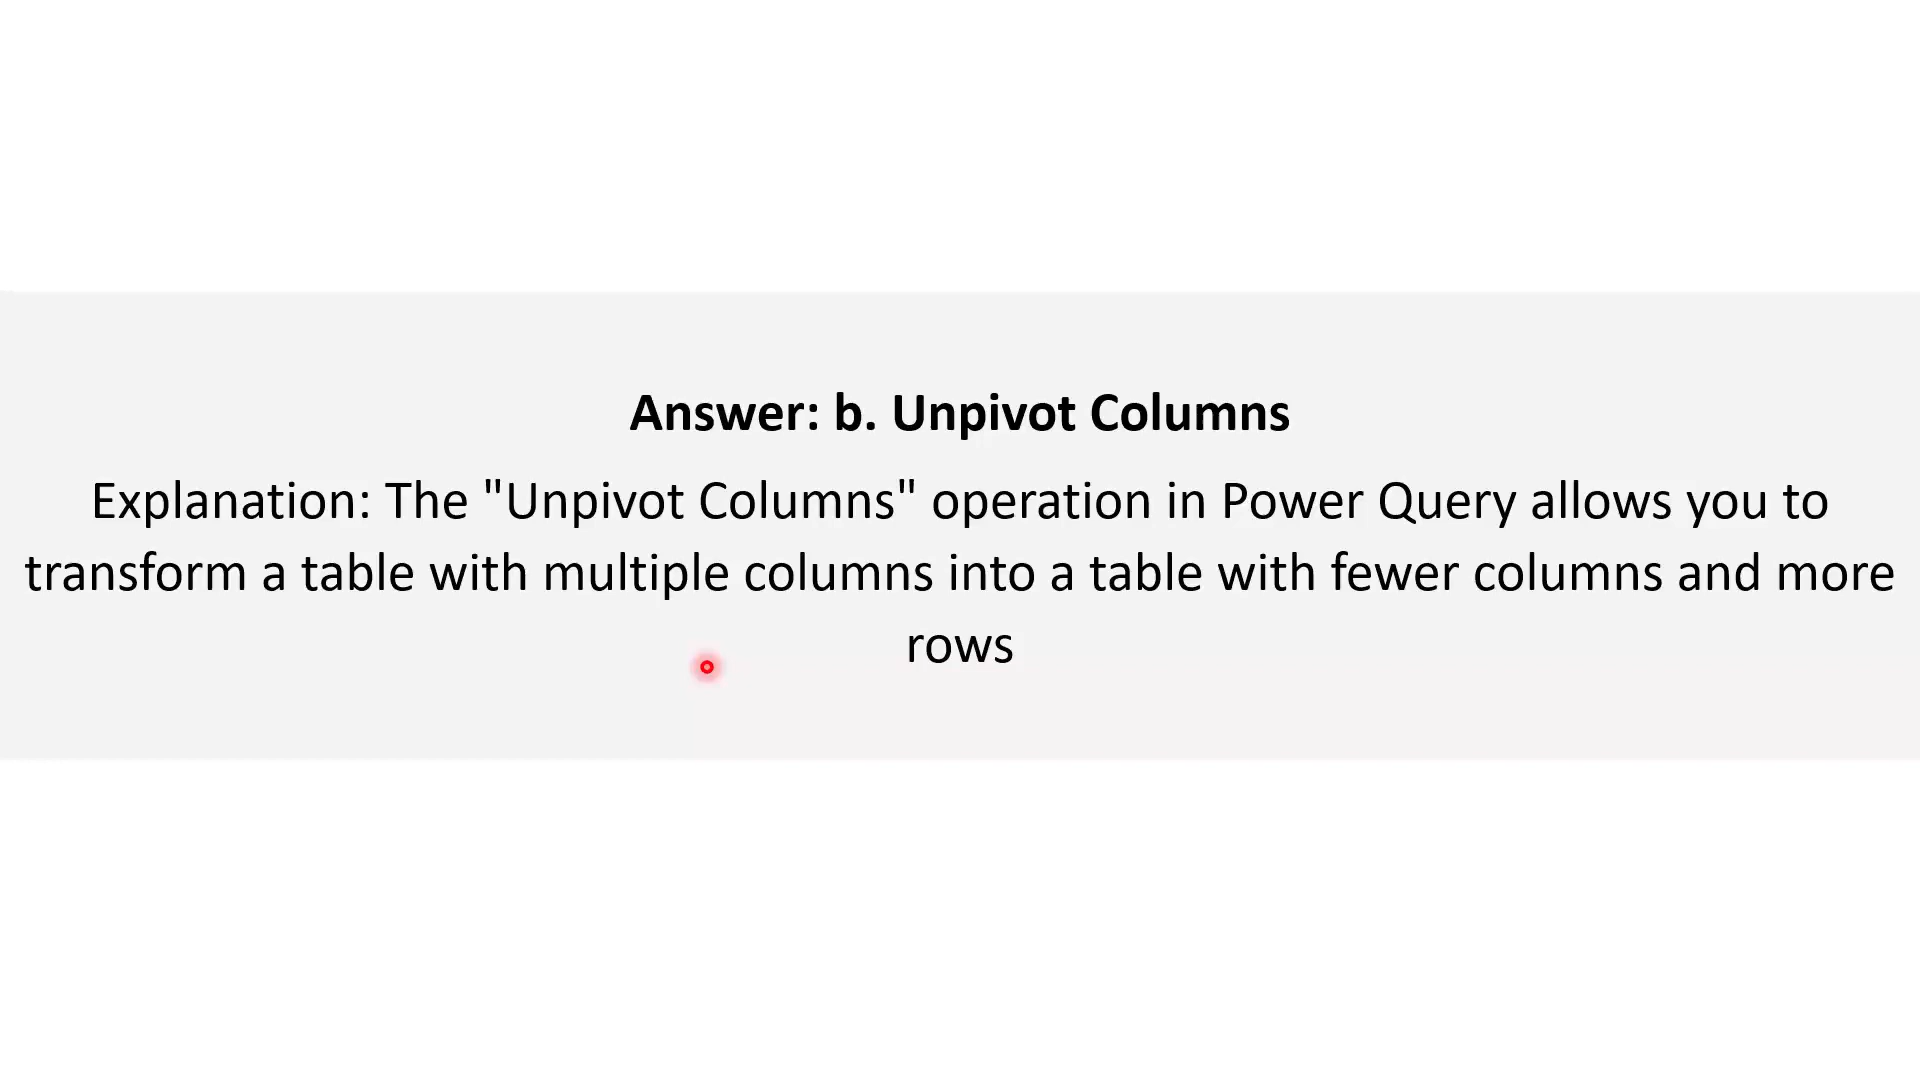 Answer: b. Unpivot Columns
Explanation: The "Unpivot Columns" operation in Power Query allows you to
transform a table with multiple columns into a table with fewer columns and more
rows